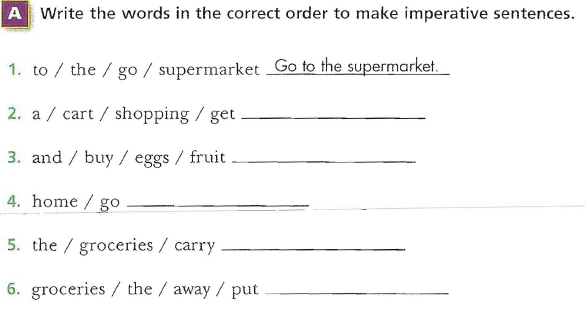 A Write the words in the correct order to make imperative sentences.
1. to / the / go / supermarket Go to the supermarket.
2. a / cart / shopping / get
3. and / buy / eggs / fruit
4. home / go
5. the / groceries / carry
6. groceries / the / away / put